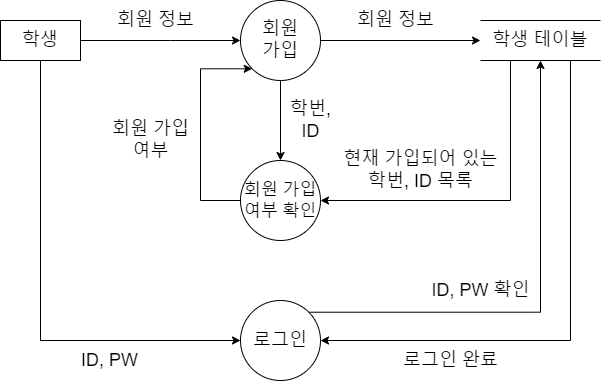 회원 정보
회원 정보
학생
회원
가입
학생 테이블
학번,
ID
회원 가입
여부
현재 가입되어 있는
학번, ID 목록
회원 가입
여부 확인
ID, PW 확인
로그인
ID, PW
로그인 완료